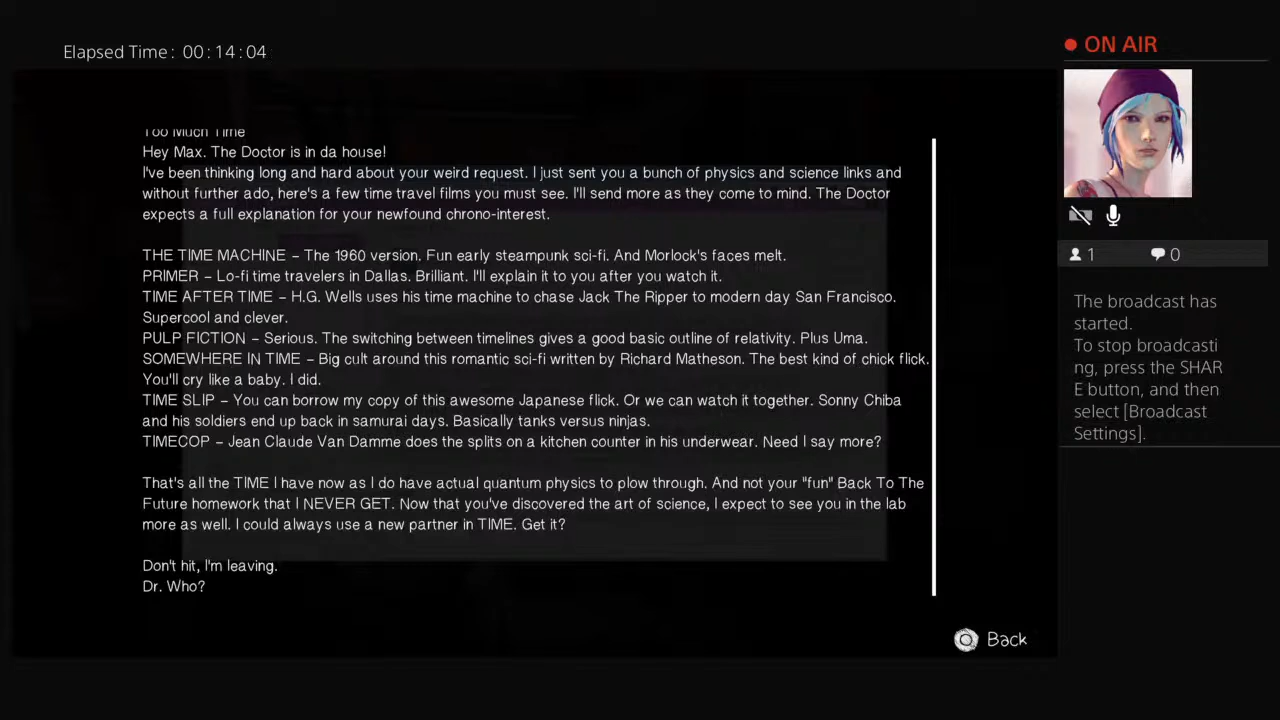 Elapsed Time: 00:14:04
ON AIR
Too Much Time
Hey Max. The Doctor is in da house!
I've been thinking long and hard about your weird request. I just sent you a bunch of physics and science links and
without further ado, here's a few time travel films you must see. I'll send more as they come to mind. The Doctor
expects a full explanation for your newfound chrono-interest.
THE TIME MACHINE – The 1960 version. Fun early steampunk sci-fi. And Morlock's faces melt.
PRIMER – Lo-fi time travelers in Dallas. Brilliant. I'll explain it to you after you watch it.
TIME AFTER TIME – H.G. Wells uses his time machine to chase Jack The Ripper to modern day San Francisco.
Supercool and clever.
PULP FICTION – Serious. The switching between timelines gives a good basic outline of relativity. Plus Uma.
SOMEWHERE IN TIME – Big cult around this romantic sci-fi written by Richard Matheson. The best kind of chick flick.
You'll cry like a baby. I did.
TIME SLIP – You can borrow my copy of this awesome Japanese flick. Or we can watch it together. Sonny Chiba
and his soldiers end up back in samurai days. Basically tanks versus ninjas.
TIMECOP – Jean Claude Van Damme does the splits on a kitchen counter in his underwear. Need I say more?
That's all the TIME I have now as I do have actual quantum physics to plow through. And not your "fun" Back To The
Future homework that I NEVER GET. Now that you've discovered the art of science, I expect to see you in the lab
more as well. I could always use a new partner in TIME. Get it?
Don't hit, I'm leaving.
Dr. Who?
Back
1
0
The broadcast has
started.
To stop broadcasti
ng, press the SHAR
E button, and then
select [Broadcast
Settings].